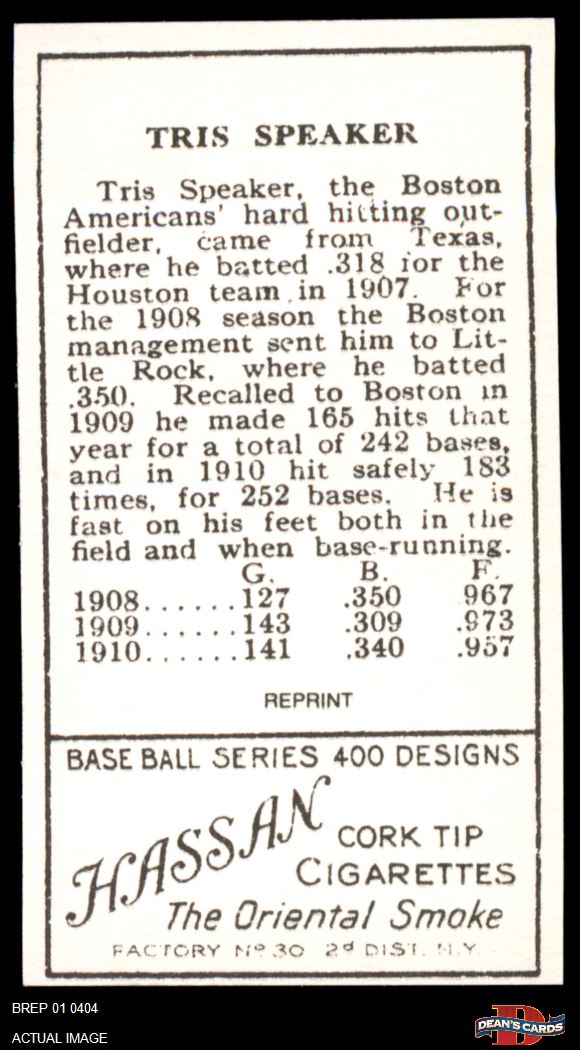 TRIS SPEAKER
Tris Speaker, the Boston
Americans' hard hitting out-
fielder, came from Texas,
where he batted .318 for the
Houston team in 1907. For
the 1908 season the Boston
management sent him to Lit-
tle Rock, where he batted
.350. Recalled to Boston in
1909 he made 165 hits that
year for a total of 242 bases,
and in 1910 hit safely 183
times, for 252 bases. He is
fast on his feet both in the
field and when base-running.
G. B. F.
1908......127 .350 .967
1909......143 .309 .973
1910......141 .340 .957
REPRINT
BASE BALL SERIES 400 DESIGNS
HASSAN
CORK TIP
CIGARETTES
The Oriental Smoke
FACTORY Nº 30 2d DIST. N.Y.
BREP 01 0404
ACTUAL IMAGE
D
DEAN'S CARDS